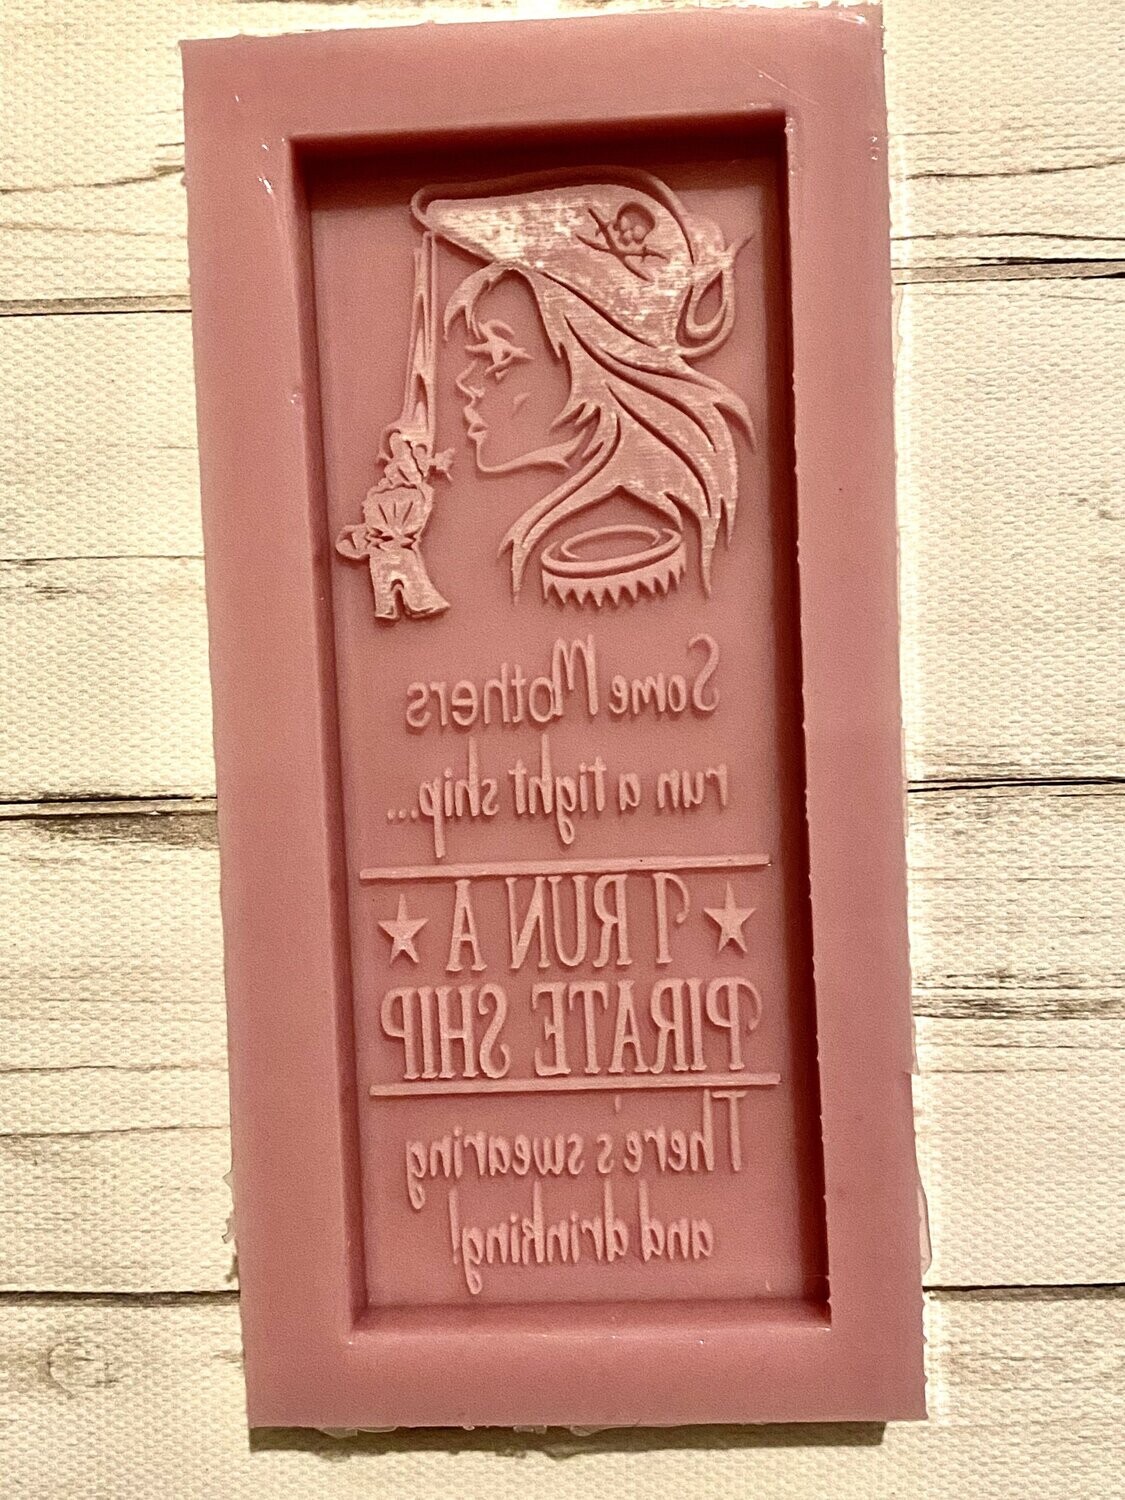 Some Mothers
run a tight ship...
★ I RUN A ★
PIRATE SHIP
There's swearing
and drinking!